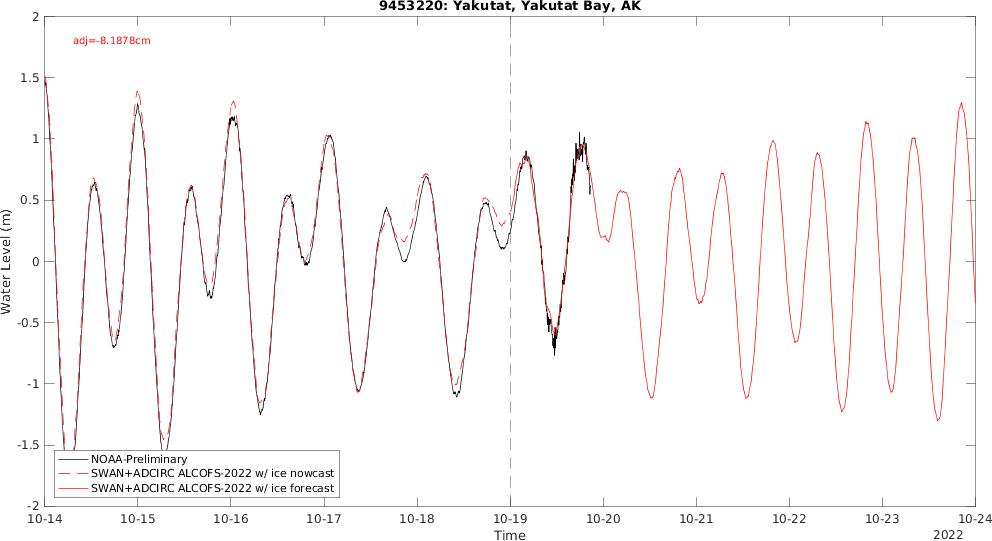 9453220: Yakutat, Yakutat Bay, AK
adj=-8.1878cm
2
1.5
1
0.5
0
-0.5
-1
-1.5
-2
Water Level (m)
NOAA-Preliminary
SWAN+ADCIRC ALCOFS-2022 w/ ice nowcast
SWAN+ADCIRC ALCOFS-2022 w/ ice forecast
10-14 10-15 10-16 10-17 10-18 10-19 10-20 10-21 10-22 10-23 10-24
Time
2022